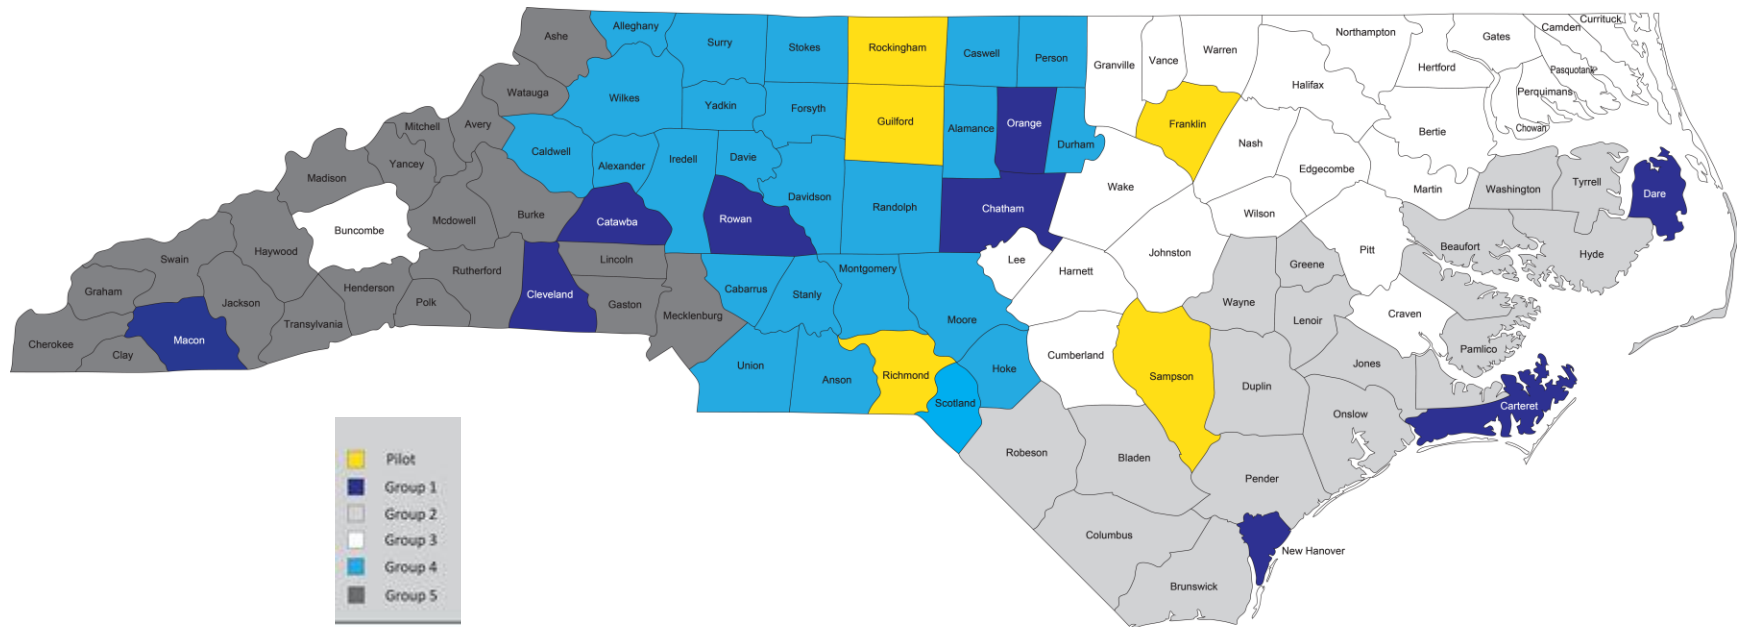 Ashe
Alleghany
Surry
Stokes
Rockingham
Caswell
Person
Granville
Vance
Warren
Northampton
Gates
Camden
Currituck
Halifax
Hertford
Pasquotank
Perquimans
Chowan
Watauga
Wilkes
Yadkin
Forsyth
Guilford
Alamance
Orange
Durham
Franklin
Nash
Edgecombe
Bertie
Mitchell
Avery
Yancey
Madison
Caldwell
Alexander
Iredell
Davie
Davidson
Randolph
Chatham
Wake
Wilson
Martin
Washington
Tyrrell
Dare
Buncombe
Mcdowell
Burke
Catawba
Rowan
Swain
Haywood
Rutherford
Lincoln
Lee
Harnett
Johnston
Greene
Pitt
Beaufort
Hyde
Graham
Jackson
Henderson
Polk
Cleveland
Gaston
Mecklenburg
Cabarrus
Stanly
Montgomery
Moore
Wayne
Lenoir
Craven
Pamlico
Cherokee
Clay
Macon
Transylvania
Union
Anson
Richmond
Scotland
Hoke
Cumberland
Sampson
Duplin
Jones
Onslow
Carteret
Robeson
Bladen
Pender
Columbus
Brunswick
New Hanover
Pilot
Group 1
Group 2
Group 3
Group 4
Group 5